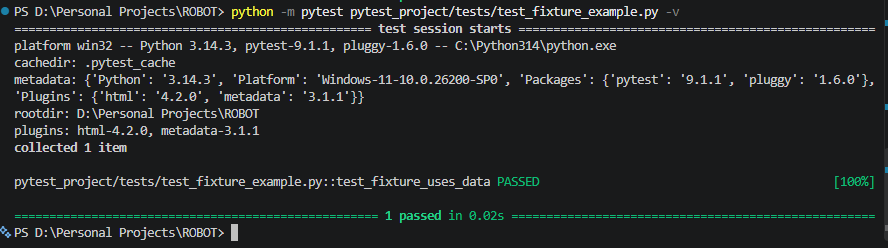 PS D:\Personal Projects\ROBOT> python -m pytest pytest_project/tests/test_fixture_example.py -v
================================================= test session starts =================================================
platform win32 -- Python 3.14.3, pytest-9.1.1, pluggy-1.6.0 -- C:\Python314\python.exe
cachedir: .pytest_cache
metadata: {'Python': '3.14.3', 'Platform': 'Windows-11-10.0.26200-SP0', 'Packages': {'pytest': '9.1.1', 'pluggy': '1.6.0'},
'Plugins': {'html': '4.2.0', 'metadata': '3.1.1'}}
rootdir: D:\Personal Projects\ROBOT
plugins: html-4.2.0, metadata-3.1.1
collected 1 item
pytest_project/tests/test_fixture_example.py::test_fixture_uses_data PASSED [100%]
================================================== 1 passed in 0.02s ==================================================
PS D:\Personal Projects\ROBOT>